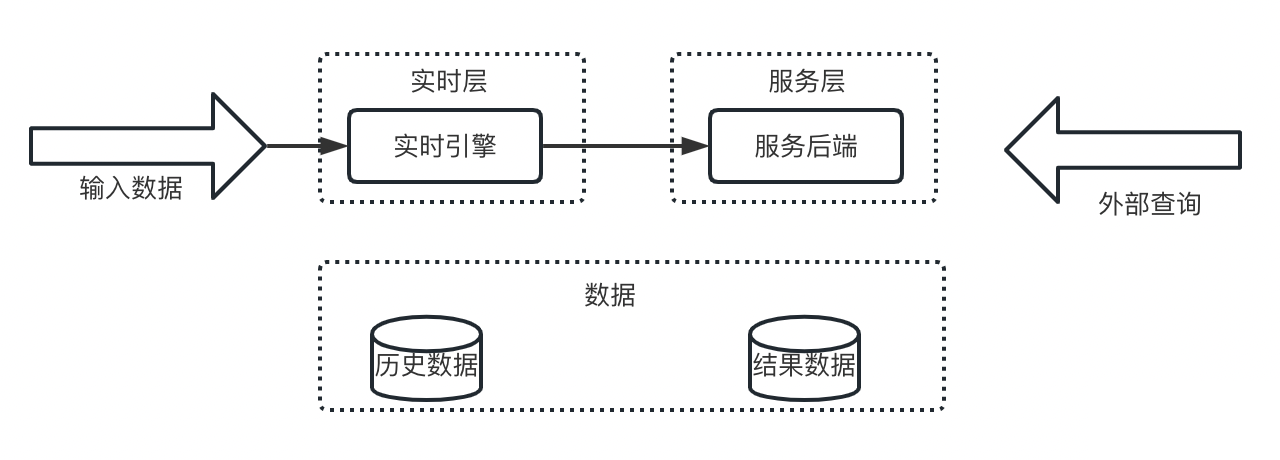 实时层
服务层
实时引擎
服务后端
输入数据
外部查询
数据
历史数据
结果数据